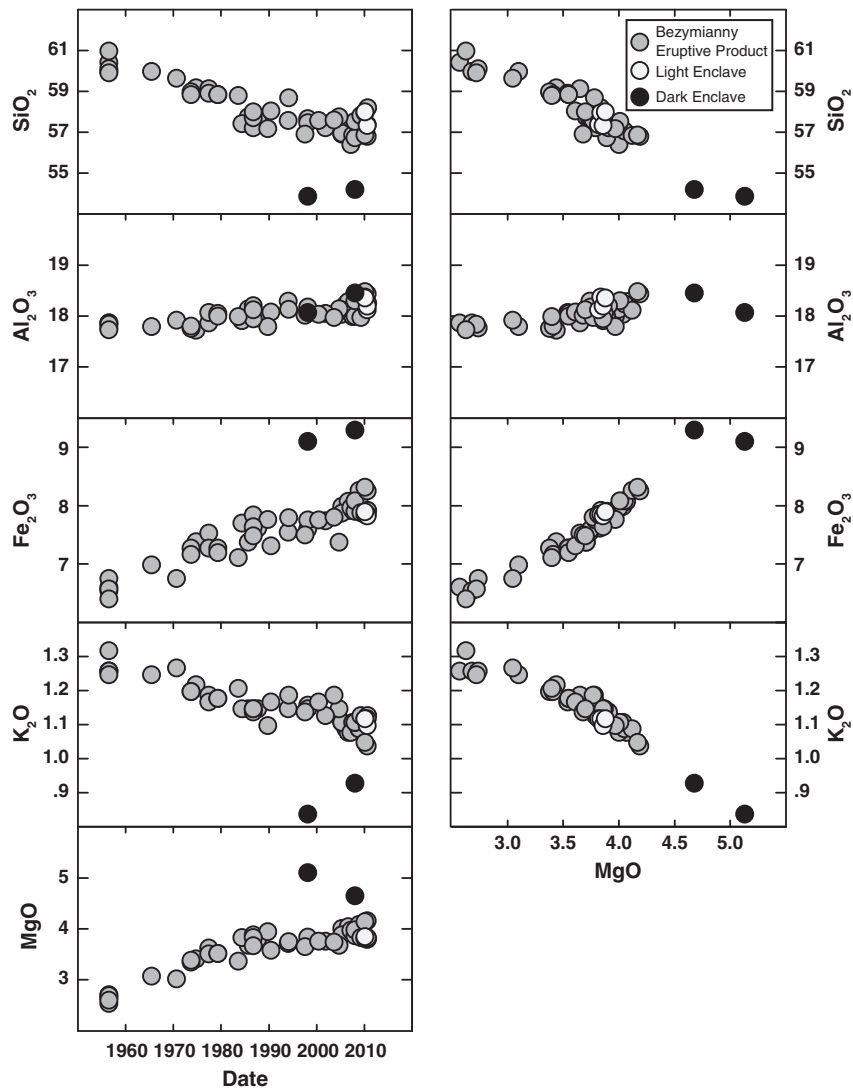 61
59
57
55
SiO2
19
18
17
Al2O3
9
8
7
Fe2O3
1.3
1.2
1.1
1.0
.9
K2O
5
4
3
MgO
1960 1970 1980 1990 2000 2010
Date
Bezymianny
Eruptive Product
Light Enclave
Dark Enclave
61
59
57
55
SiO2
19
18
17
Al2O3
9
8
7
Fe2O3
1.3
1.2
1.1
1.0
.9
K2O
3.0 3.5 4.0 4.5 5.0
MgO